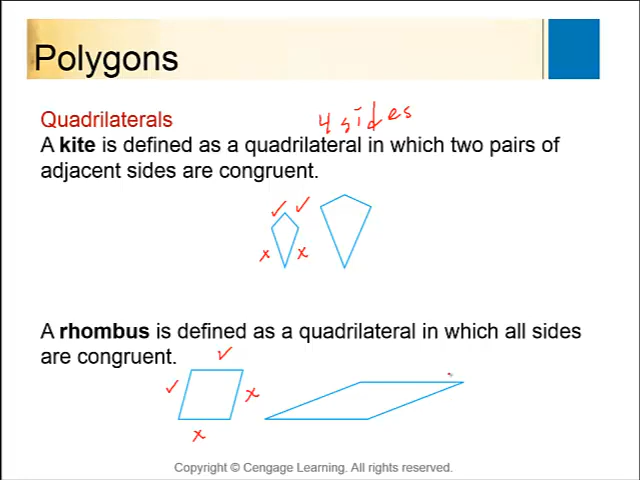 Polygons
Quadrilaterals
4 sides
A kite is defined as a quadrilateral in which two pairs of
adjacent sides are congruent.
x x
A rhombus is defined as a quadrilateral in which all sides
are congruent.
x
x
Copyright © Cengage Learning. All rights reserved.